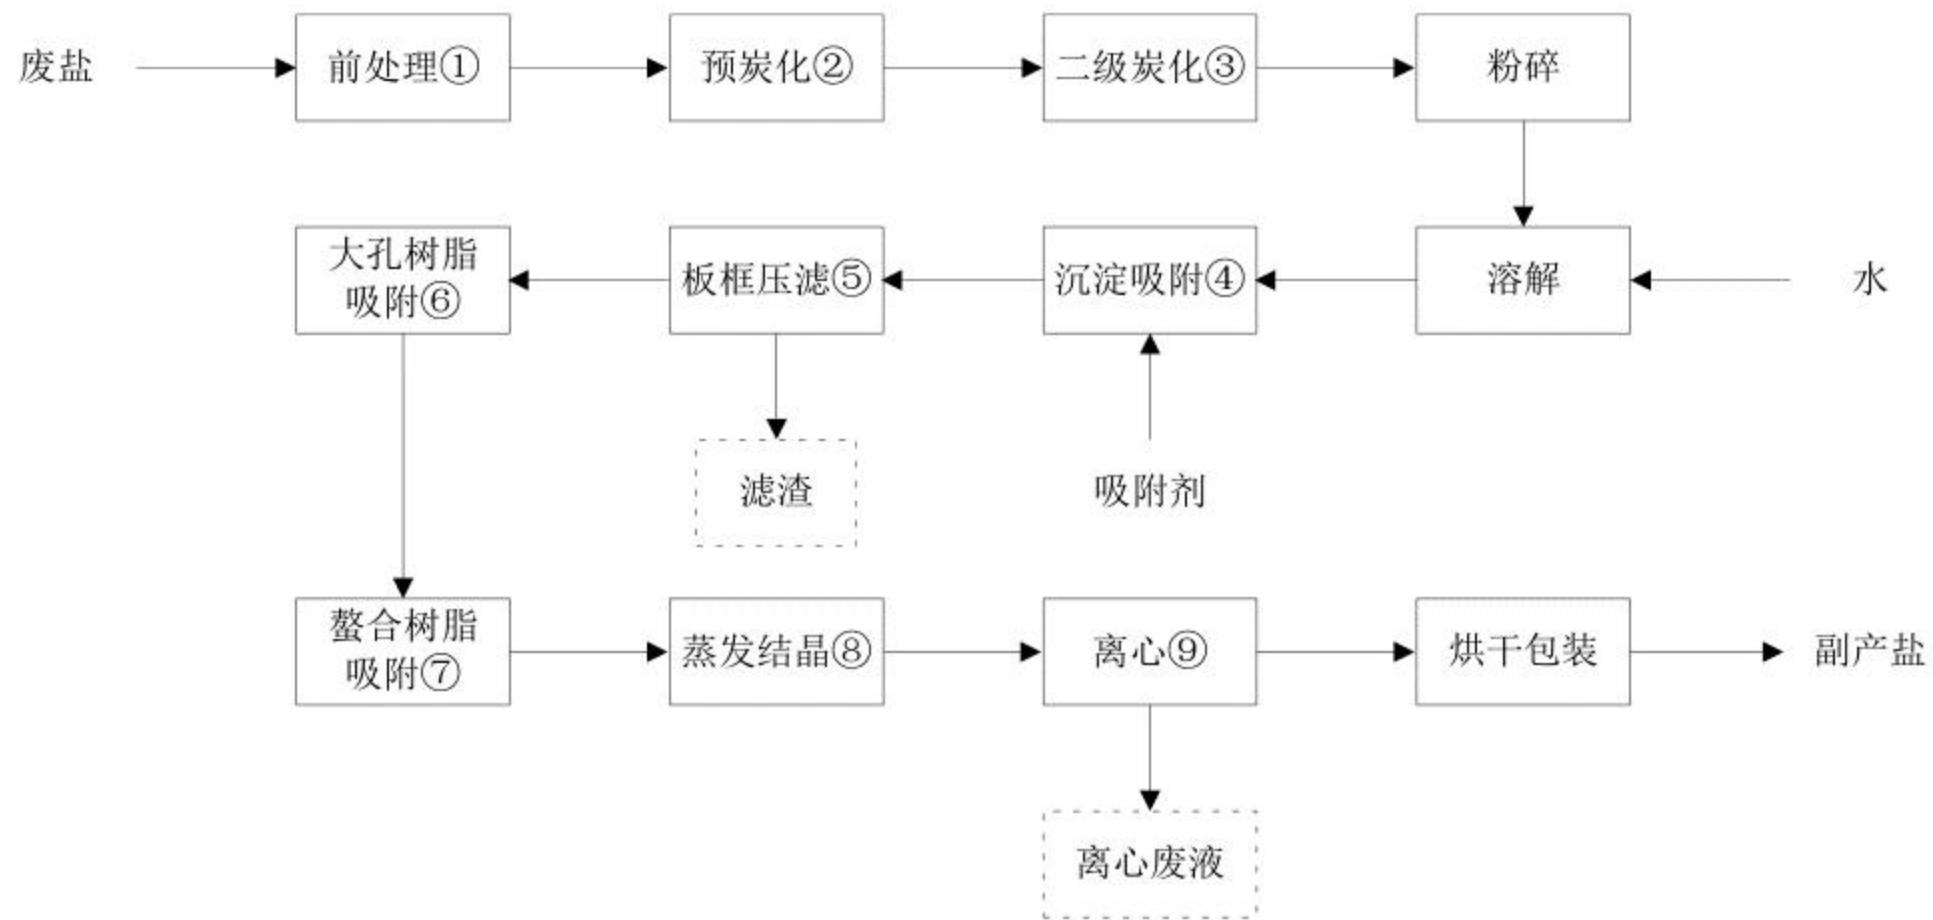 废盐
前处理①
预炭化②
二级炭化③
粉碎
大孔树脂
吸附⑥
板框压滤⑤
沉淀吸附④
溶解
水
滤渣
吸附剂
螯合树脂
吸附⑦
蒸发结晶⑧
离心⑨
烘干包装
副产盐
离心废液